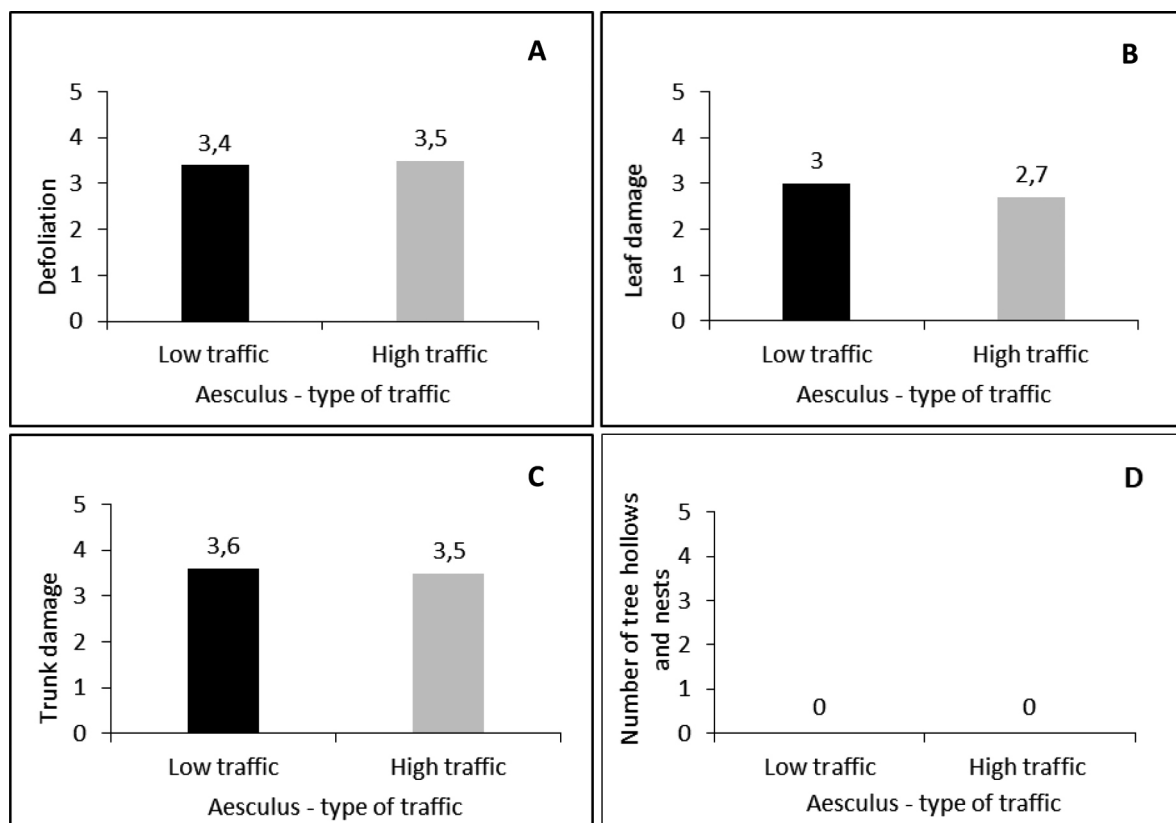 A
Defoliation
5
4
3
2
1
0
3,4
3,5
Low traffic
High traffic
Aesculus - type of traffic
B
Leaf damage
5
4
3
2
1
0
3
2,7
Low traffic
High traffic
Aesculus - type of traffic
C
Trunk damage
5
4
3
2
1
0
3,6
3,5
Low traffic
High traffic
Aesculus - type of traffic
D
Number of tree hollows
and nests
5
4
3
2
1
0
0
0
Low traffic
High traffic
Aesculus - type of traffic